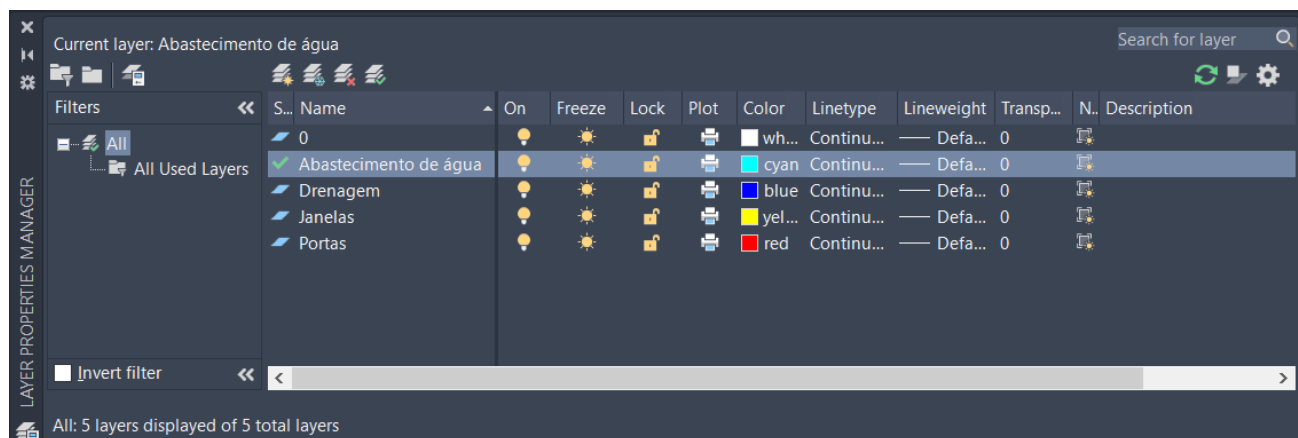 Current layer: Abastecimento de água
Search for layer
Filters S... Name On Freeze Lock Plot Color Linetype Lineweight Transp... N.. Description
All
All Used Layers
0 wh... Continu... Defa... 0
Abastecimento de água cyan Continu... Defa... 0
Drenagem blue Continu... Defa... 0
Janelas yel... Continu... Defa... 0
Portas red Continu... Defa... 0
Invert filter
All: 5 layers displayed of 5 total layers
LAYER PROPERTIES MANAGER